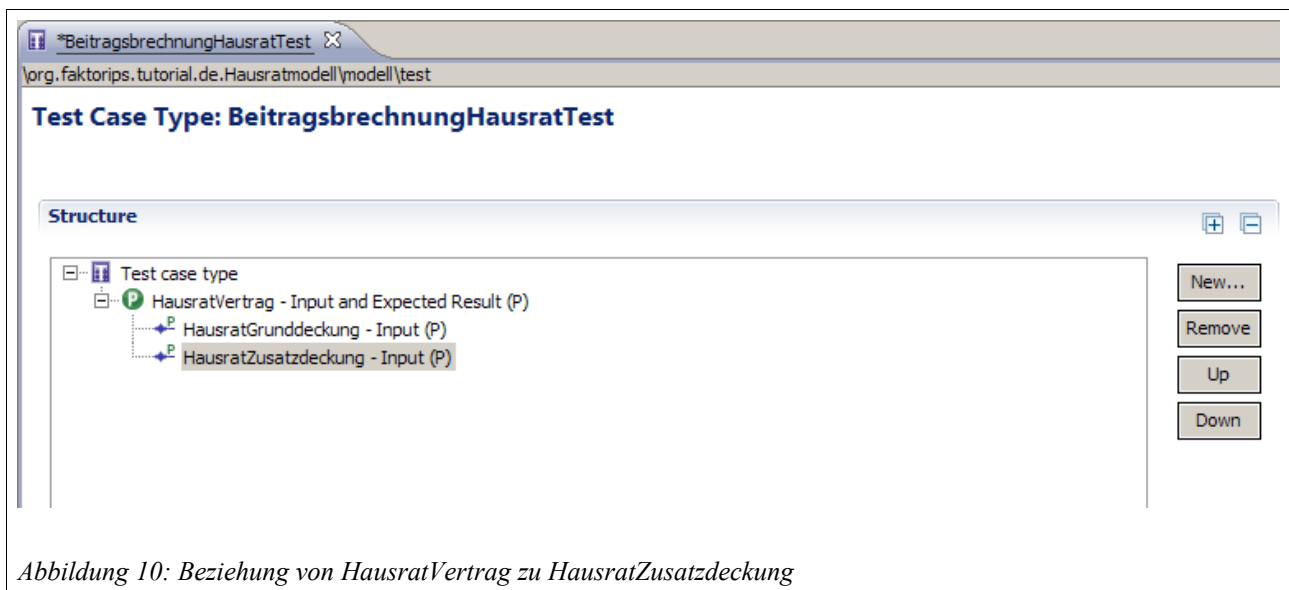 *BeitragsbrechnungHausratTest
\org.faktorips.tutorial.de.Hausratmodell\modell\test
Test Case Type: BeitragsbrechnungHausratTest
Structure
Test case type
New...
P HausratVertrag - Input and Expected Result (P)
P HausratGrunddeckung - Input (P)
Remove
P HausratZusatzdeckung - Input (P)
Up
Down
Abbildung 10: Beziehung von HausratVertrag zu HausratZusatzdeckung